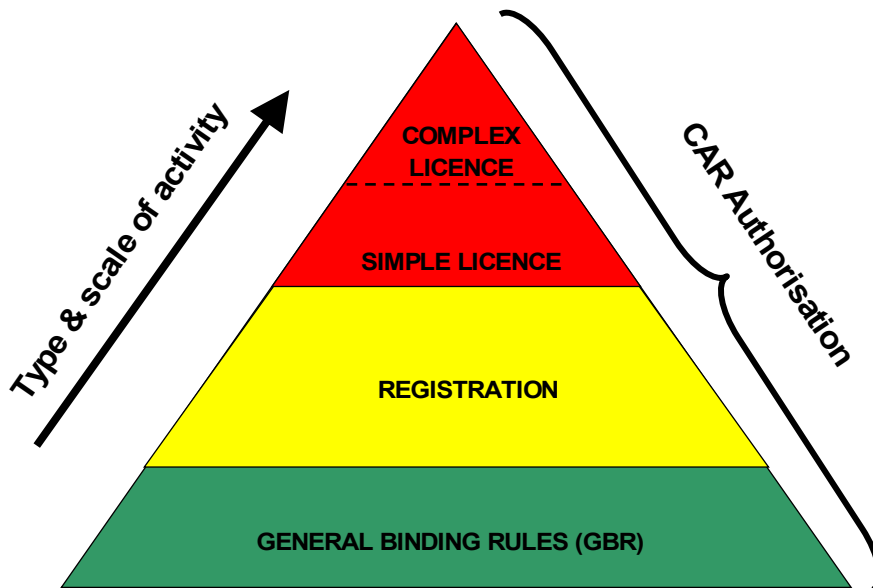 COMPLEX
LICENCE
SIMPLE LICENCE
REGISTRATION
GENERAL BINDING RULES (GBR)
Type & scale of activity
CAR Authorisation